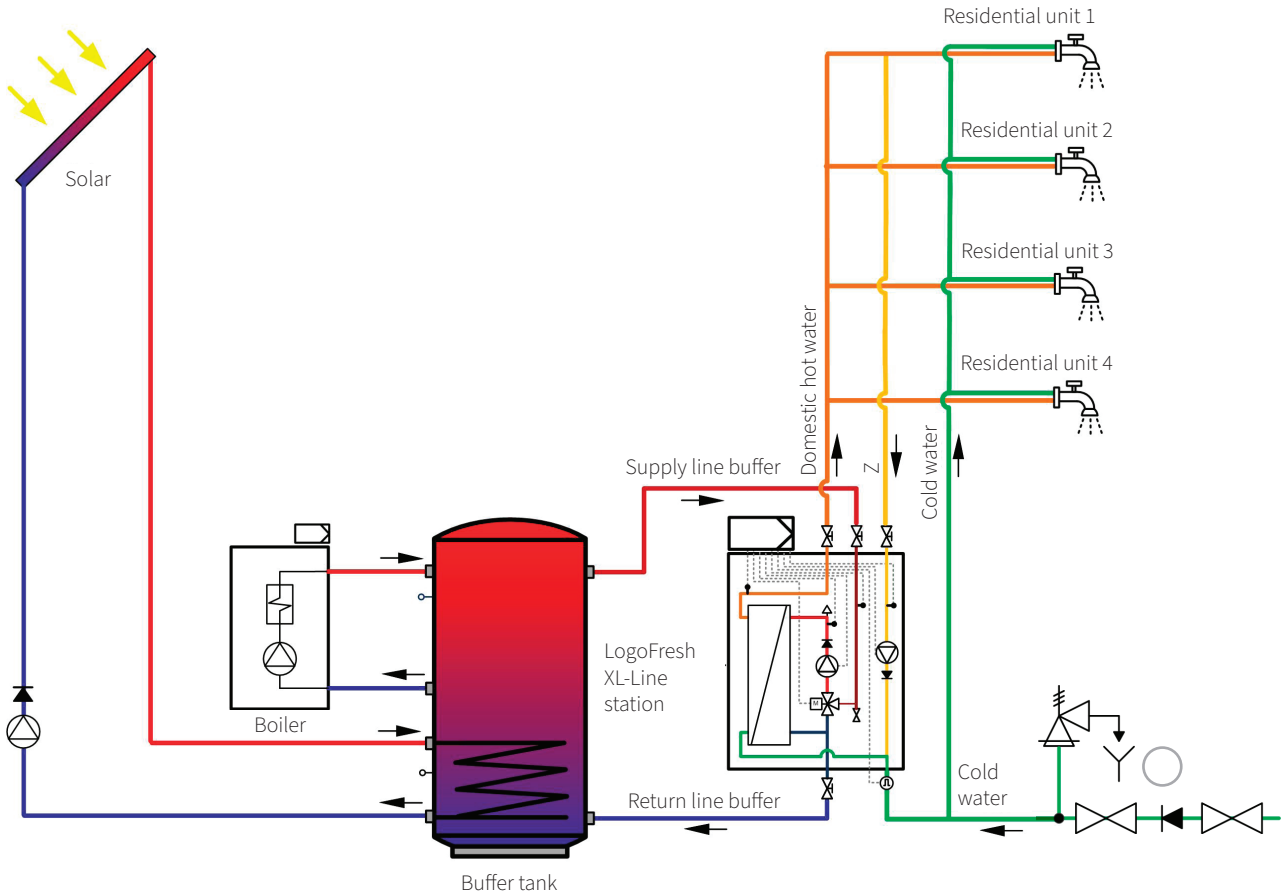 Residential unit 1
Residential unit 2
Solar
Residential unit 3
Domestic hot water
Residential unit 4
Supply line buffer
Z
Cold water
LogoFresh
XL-Line
station
M
Boiler
Cold
water
Return line buffer
Buffer tank